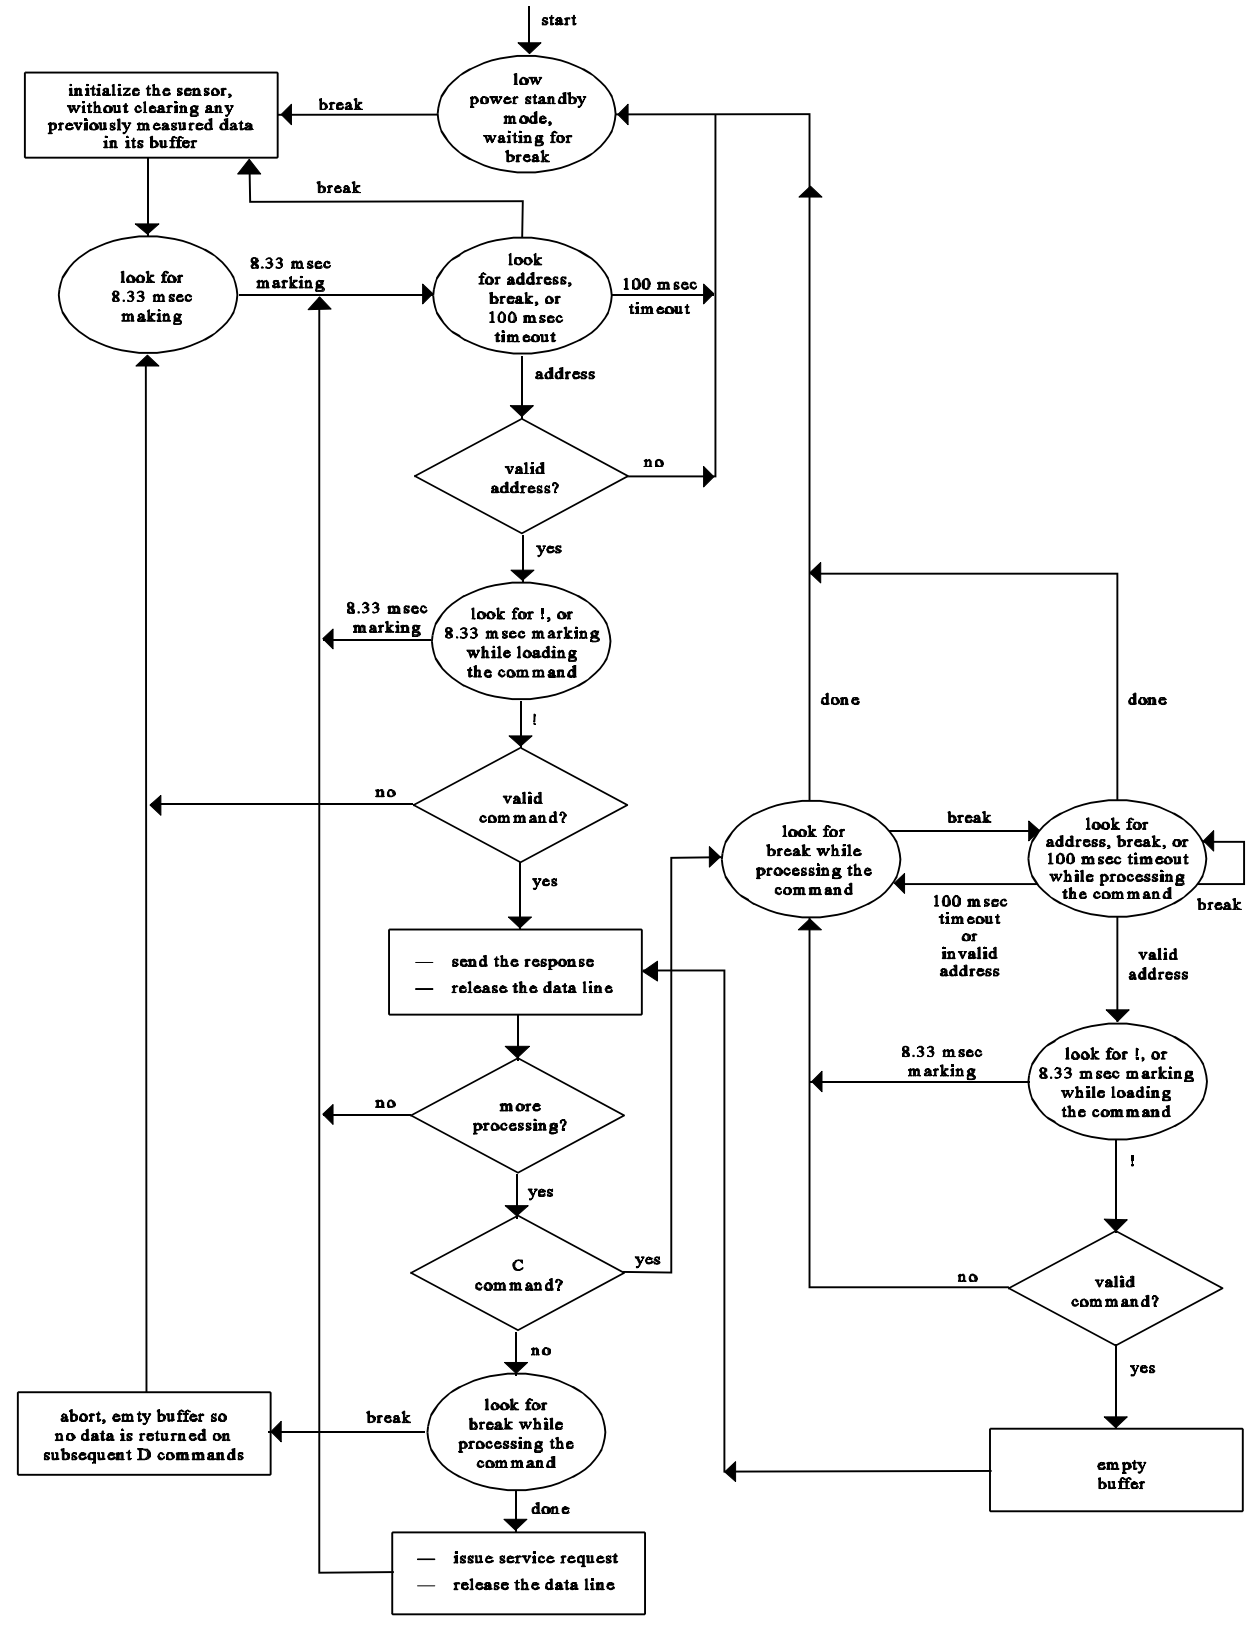 start
low
power standby
mode,
waiting for
break
break
initialize the sensor,
without clearing any
previously measured data
in its buffer
break
look for
8.33 msec
making
8.33 msec
marking
look
for address,
break, or
100 msec
timeout
100 msec
timeout
address
valid
address?
no
yes
look for !, or
8.33 msec marking
while loading
the command
8.33 msec
marking
!
valid
command?
no
yes
send the response
release the data line
more
processing?
no
yes
C
command?
yes
no
look for
break while
processing the
command
break
abort, emty buffer so
no data is returned on
subsequent D commands
done
issue service request
release the data line
done
done
look for
break while
processing the
command
break
look for
address, break, or
100 msec timeout
while processing
the command
break
100 msec
timeout
or
invalid
address
valid
address
8.33 msec
marking
look for !, or
8.33 msec marking
while loading
the command
!
no
valid
command?
yes
empty
buffer